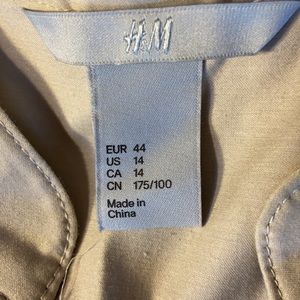 H&M
EUR 44
US 14
CA 14
CN 175/100
Made in
China